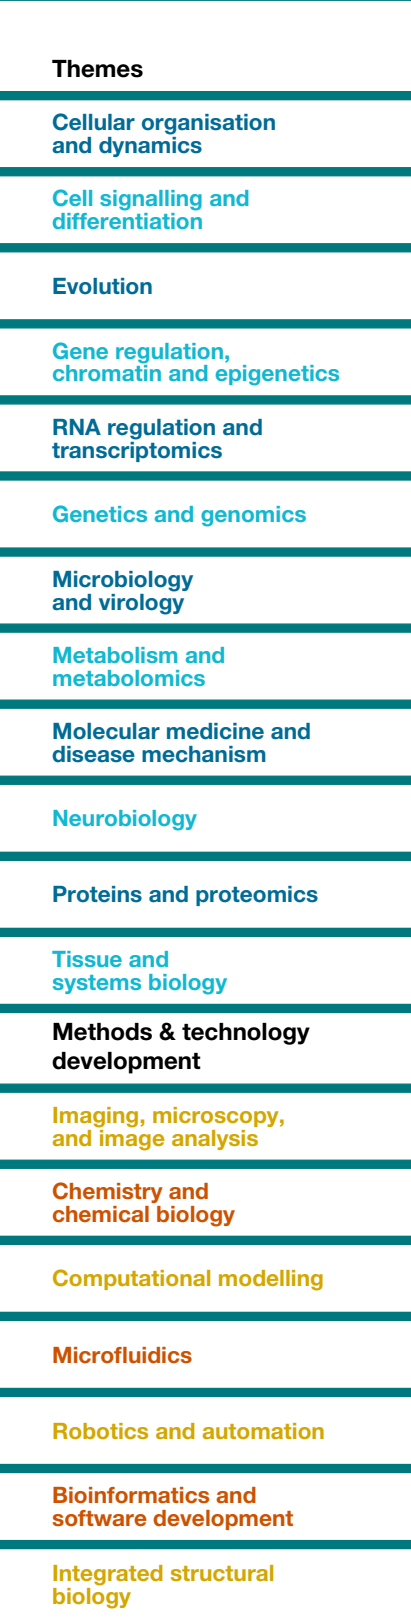 Themes
Cellular organisation
and dynamics
Cell signalling and
differentiation
Evolution
Gene regulation,
chromatin and epigenetics
RNA regulation and
transcriptomics
Genetics and genomics
Microbiology
and virology
Metabolism and
metabolomics
Molecular medicine and
disease mechanism
Neurobiology
Proteins and proteomics
Tissue and
systems biology
Methods & technology
development
Imaging, microscopy,
and image analysis
Chemistry and
chemical biology
Computational modelling
Microfluidics
Robotics and automation
Bioinformatics and
software development
Integrated structural
biology